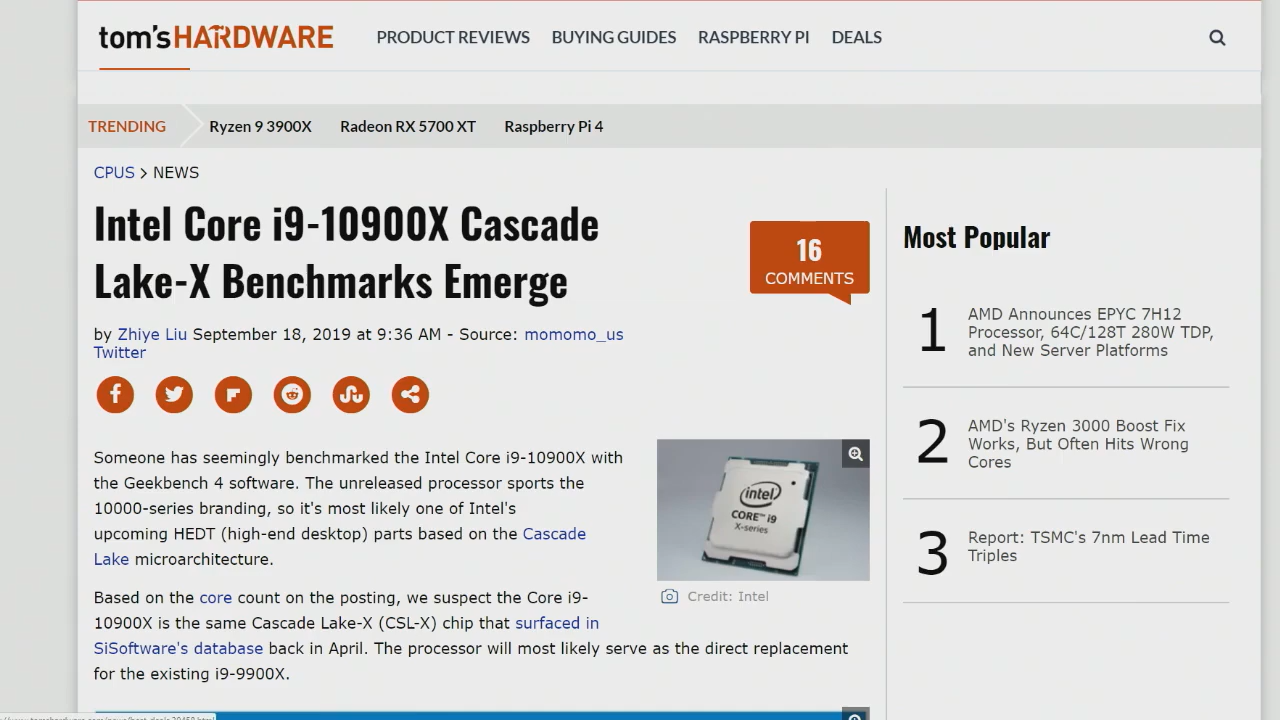 tom's HARDWARE
PRODUCT REVIEWS
BUYING GUIDES
RASPBERRY PI
DEALS
TRENDING
Ryzen 9 3900X
Radeon RX 5700 XT
Raspberry Pi 4
CPUS > NEWS
Intel Core i9-10900X Cascade
Lake-X Benchmarks Emerge
16
COMMENTS
by Zhiye Liu September 18, 2019 at 9:36 AM - Source: momomo_us
Twitter
Someone has seemingly benchmarked the Intel Core i9-10900X with
the Geekbench 4 software. The unreleased processor sports the
10000-series branding, so it's most likely one of Intel's
upcoming HEDT (high-end desktop) parts based on the Cascade
Lake microarchitecture.
intel
CORE™ i9
X-series
Credit: Intel
Based on the core count on the posting, we suspect the Core i9-
10900X is the same Cascade Lake-X (CSL-X) chip that surfaced in
SiSoftware's database back in April. The processor will most likely serve as the direct replacement
for the existing i9-9900X.
Most Popular
1
AMD Announces EPYC 7H12
Processor, 64C/128T 280W TDP,
and New Server Platforms
2
AMD's Ryzen 3000 Boost Fix
Works, But Often Hits Wrong
Cores
3
Report: TSMC's 7nm Lead Time
Triples